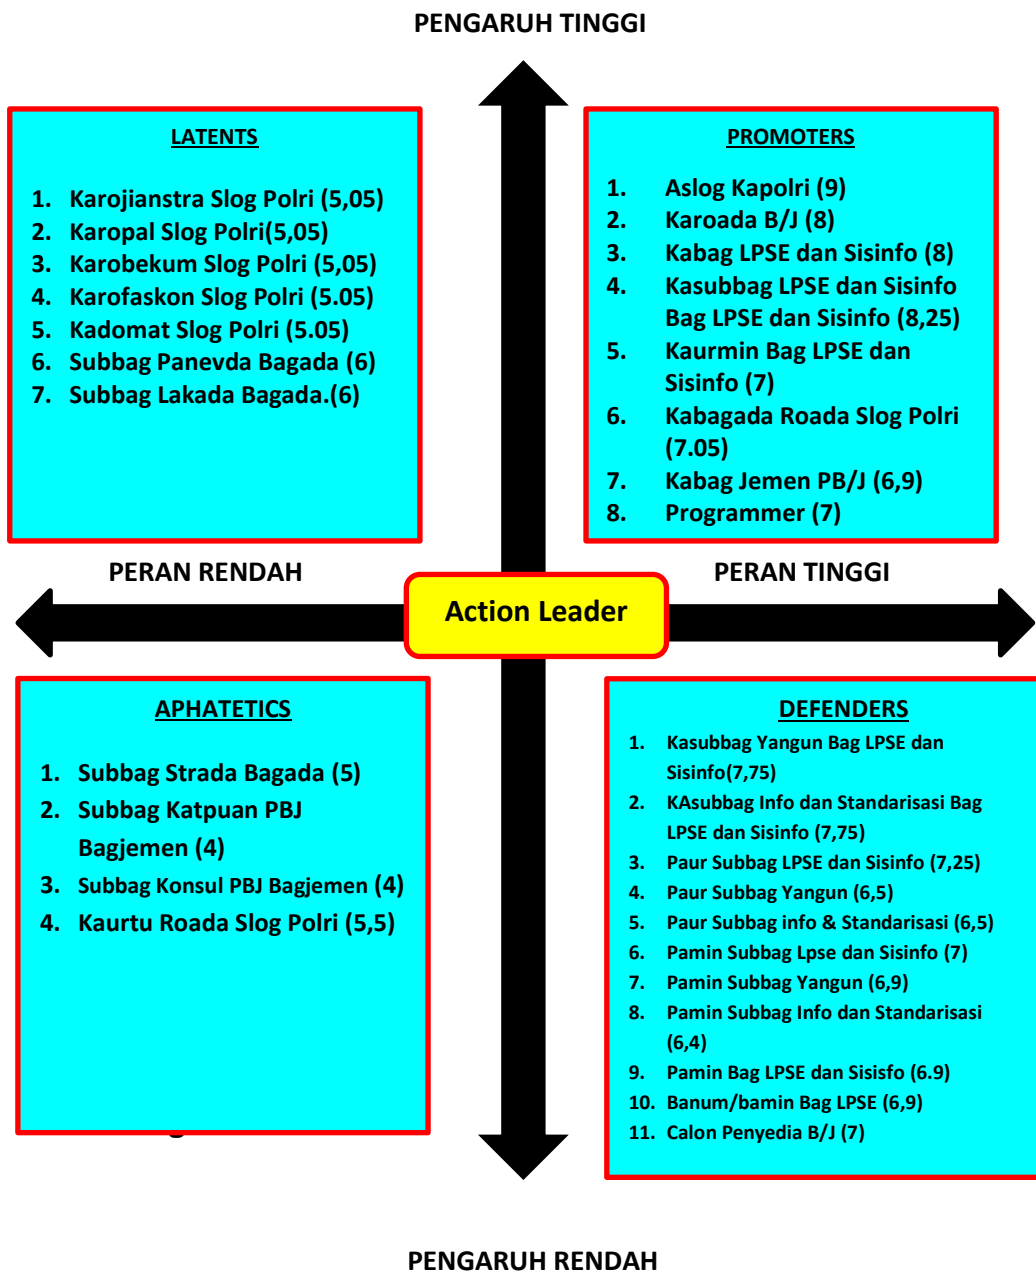 PENGARUH TINGGI
LATENTS
1. Karojianstra Slog Polri (5,05)
2. Karopal Slog Polri(5,05)
3. Karobekum Slog Polri (5,05)
4. Karofaskon Slog Polri (5.05)
5. Kadomat Slog Polri (5.05)
6. Subbag Panevda Bagada (6)
7. Subbag Lakada Bagada.(6)
PROMOTERS
1. Aslog Kapolri (9)
2. Karoada B/J (8)
3. Kabag LPSE dan Sisinfo (8)
4. Kasubbag LPSE dan Sisinfo
Bag LPSE dan Sisinfo (8,25)
5. Kaurmin Bag LPSE dan
Sisinfo (7)
6. Kabagada Roada Slog Polri
(7.05)
7. Kabag Jemen PB/J (6,9)
8. Programmer (7)
PERAN RENDAH
PERAN TINGGI
Action Leader
APHATETICS
1. Subbag Strada Bagada (5)
2. Subbag Katpuan PBJ
Bagjemen (4)
3. Subbag Konsul PBJ Bagjemen (4)
4. Kaurtu Roada Slog Polri (5,5)
DEFENDERS
1. Kasubbag Yangun Bag LPSE dan
Sisinfo(7,75)
2. KAsubbag Info dan Standarisasi Bag
LPSE dan Sisinfo (7,75)
3. Paur Subbag LPSE dan Sisinfo (7,25)
4. Paur Subbag Yangun (6,5)
5. Paur Subbag info & Standarisasi (6,5)
6. Pamin Subbag Lpse dan Sisinfo (7)
7. Pamin Subbag Yangun (6,9)
8. Pamin Subbag Info dan Standarisasi
(6,4)
9. Pamin Bag LPSE dan Sisisfo (6.9)
10. Banum/bamin Bag LPSE (6,9)
11. Calon Penyedia B/J (7)
PENGARUH RENDAH